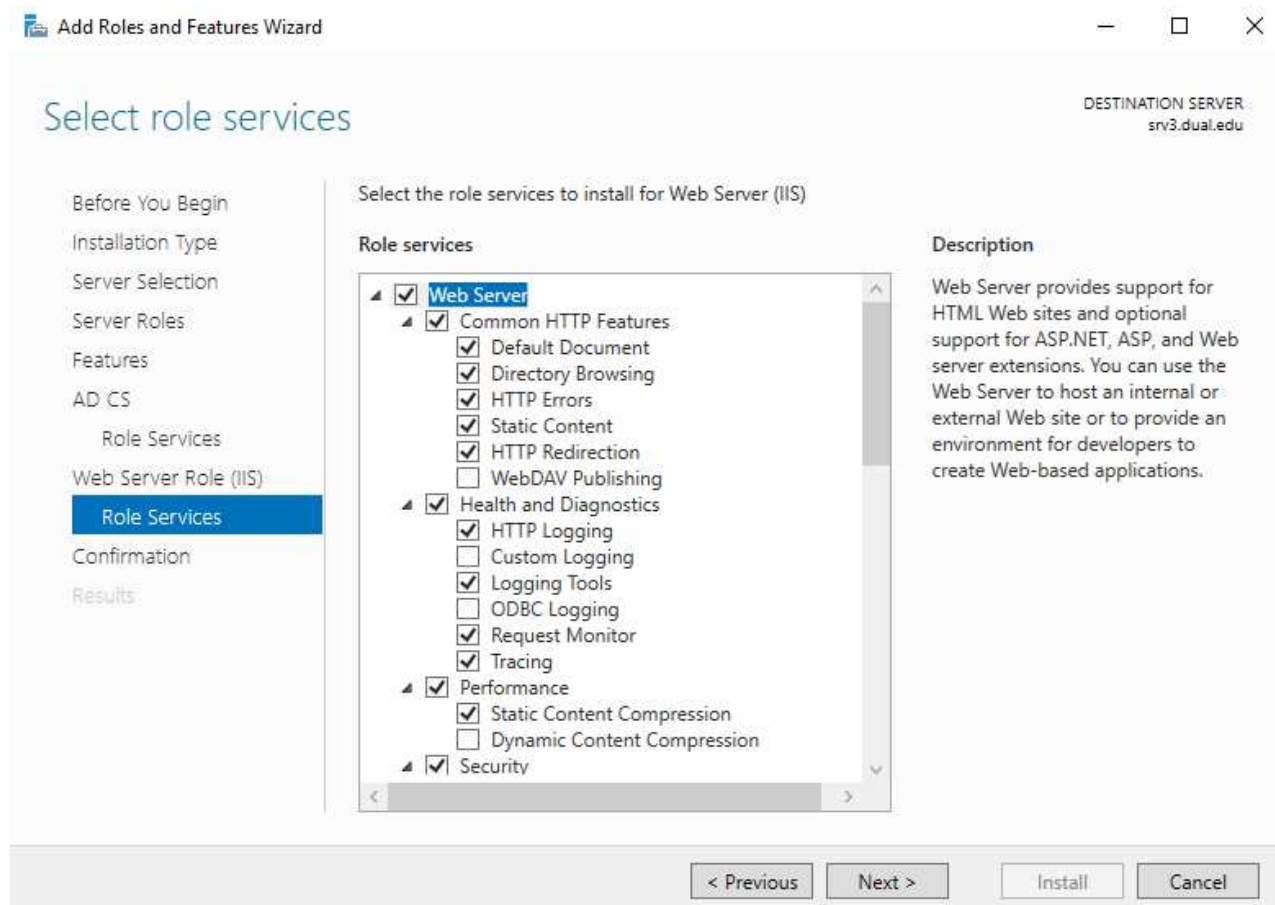 Add Roles and Features Wizard
Select role services
DESTINATION SERVER
srv3.dual.edu
Before You Begin
Installation Type
Server Selection
Server Roles
Features
AD CS
Role Services
Web Server Role (IIS)
Role Services
Confirmation
Results
Select the role services to install for Web Server (IIS)
Role services
Web Server
Common HTTP Features
Default Document
Directory Browsing
HTTP Errors
Static Content
HTTP Redirection
WebDAV Publishing
Health and Diagnostics
HTTP Logging
Custom Logging
Logging Tools
ODBC Logging
Request Monitor
Tracing
Performance
Static Content Compression
Dynamic Content Compression
Security
Description
Web Server provides support for
HTML Web sites and optional
support for ASP.NET, ASP, and Web
server extensions. You can use the
Web Server to host an internal or
external Web site or to provide an
environment for developers to
create Web-based applications.
< Previous
Next >
Install
Cancel